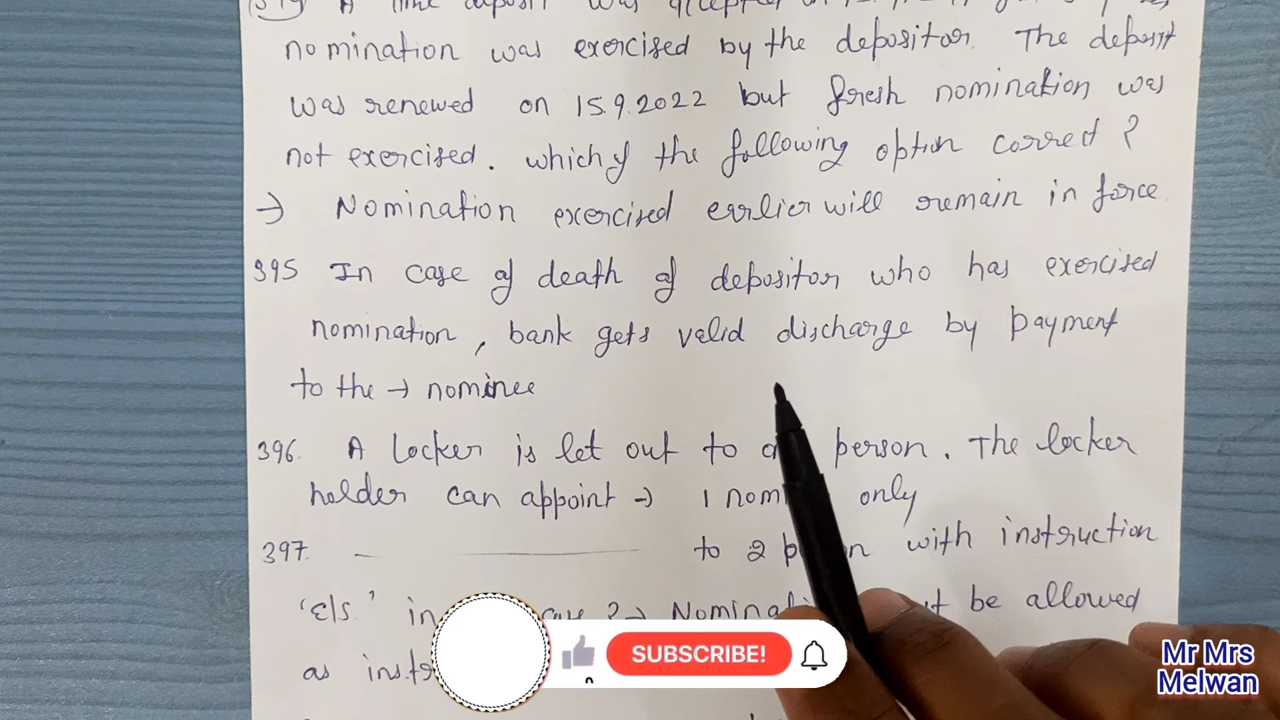 A time deposit was
nomination was exercised by the depositor. The deposit
was renewed on 15.9.2022 but fresh nomination was
not exercised. which of the following option correct ?
→ Nomination exercised errlier will remain in force.
395 In case of death of depositor who has exercised
nomination, bank gets valid discharge by payment
to the → nominee
396. A Locker is let out to person. The locker
holder can appoint → 1 only
397. to 2 with instruction
'E/S' in be allowed
as
SUBSCRIBE!
Mr Mrs
Melwan